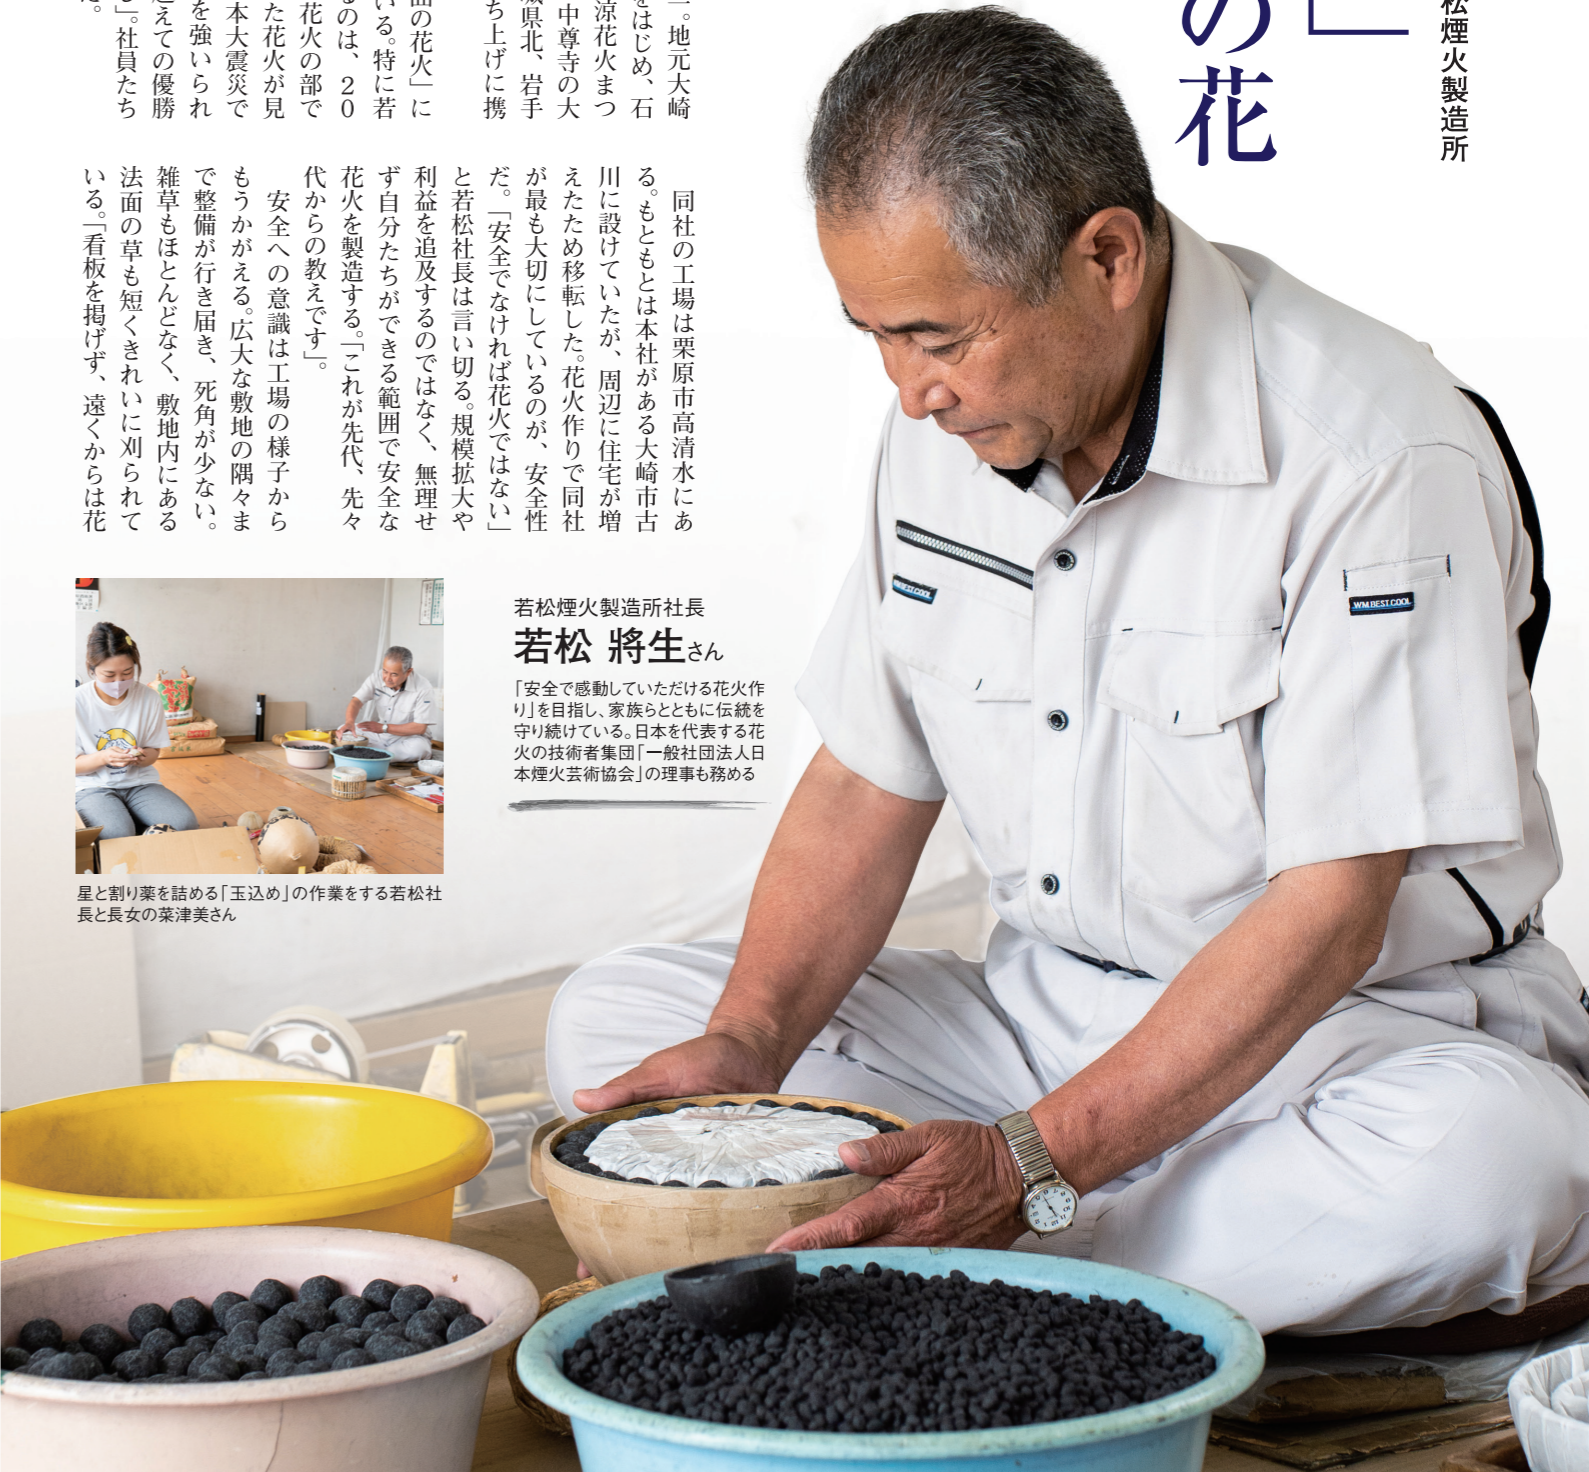 松煙火製造所
」
の花
。地元大崎
をはじめ、石
涼花火まつ
中尊寺の大
城県北、岩手
ち上げに携
面の花火」に
いる。特に若
るのは、20
花火の部で
た花火が見
本大震災で
を強いられ
えての優勝
」。社員たち
た。
同社の工場は栗原市高清水にあ
る。もともとは本社がある大崎市古
川に設けていたが、周辺に住宅が増
えたため移転した。花火作りで同社
が最も大切にしているのが、安全性
だ。「安全でなければ花火ではない」
と若松社長は言い切る。規模拡大や
利益を追及するのではなく、無理せ
ず自分たちができる範囲で安全な
花火を製造する。「これが先代、先々
代からの教えです」。
安全への意識は工場の様子から
もうかがえる。広大な敷地の隅々ま
で整備が行き届き、死角が少ない。
雑草もほとんどなく、敷地内にある
法面の草も短くきれいに刈られて
いる。「看板を掲げず、遠くからは花
若松煙火製造所社長
若松 將生さん
「安全で感動していただける花火作
り」を目指し、家族らとともに伝統を
守り続けている。日本を代表する花
火の技術者集団「一般社団法人日
本煙火芸術協会」の理事も務める
星と割り薬を詰める「玉込め」の作業をする若松社
長と長女の菜津美さん
WM.BEST.COOL
WM.BEST.COOL